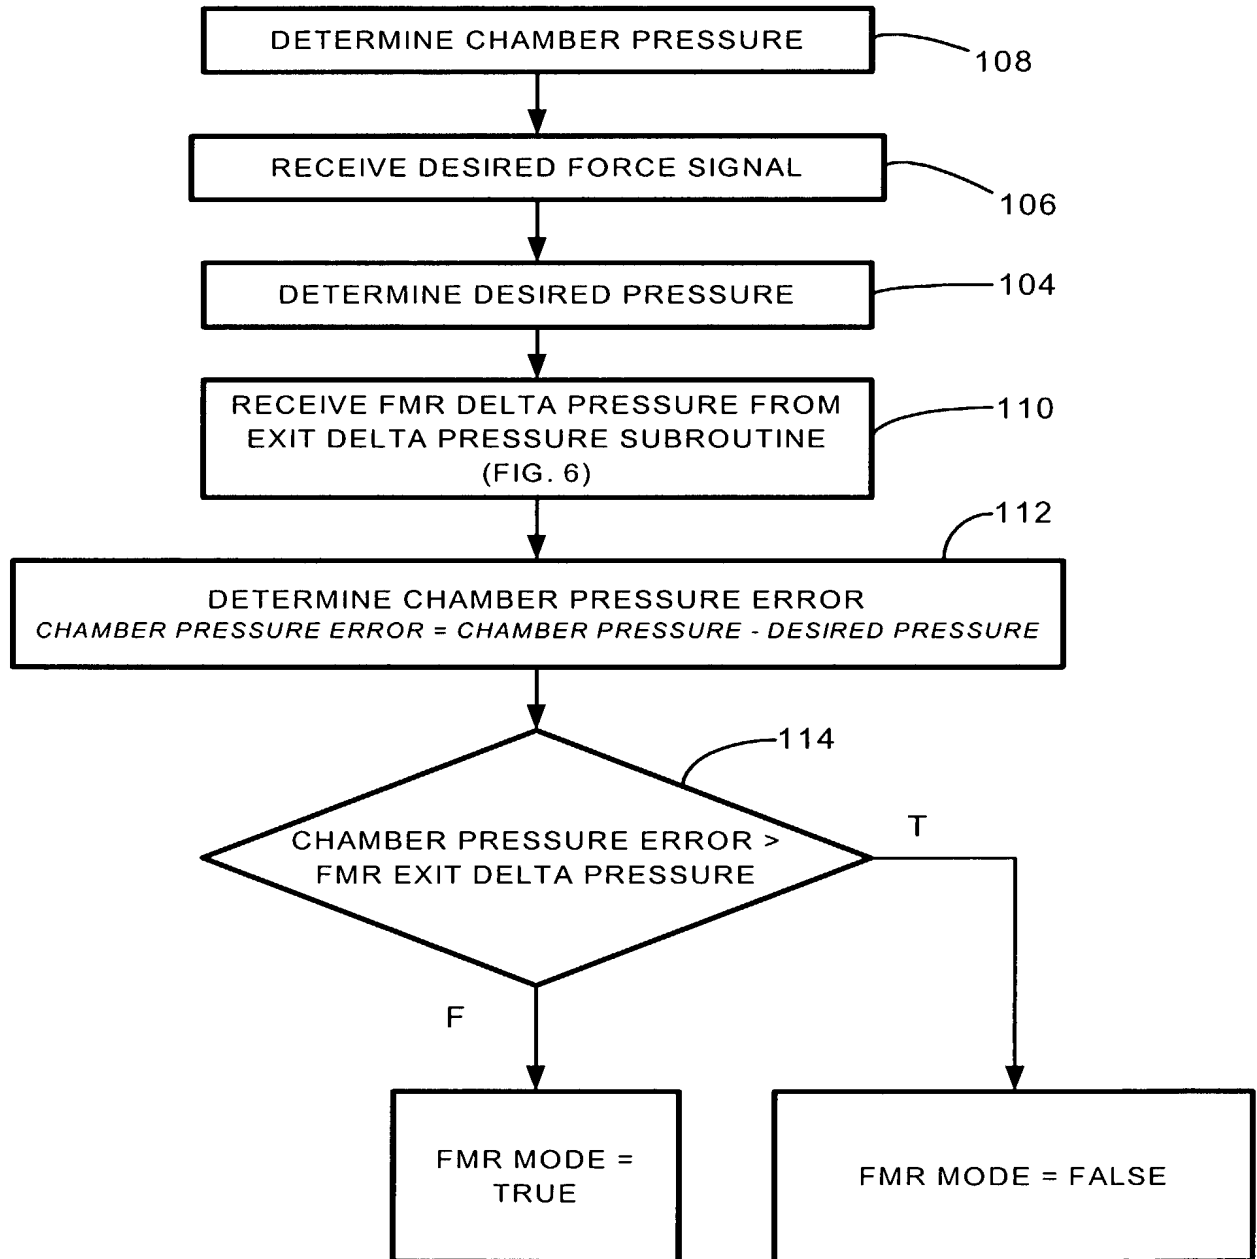 DETERMINE CHAMBER PRESSURE
108
RECEIVE DESIRED FORCE SIGNAL
106
DETERMINE DESIRED PRESSURE
104
RECEIVE FMR DELTA PRESSURE FROM
EXIT DELTA PRESSURE SUBROUTINE
(FIG. 6)
110
112
DETERMINE CHAMBER PRESSURE ERROR
CHAMBER PRESSURE ERROR = CHAMBER PRESSURE - DESIRED PRESSURE
114
CHAMBER PRESSURE ERROR >
FMR EXIT DELTA PRESSURE
T
F
FMR MODE =
TRUE
FMR MODE = FALSE